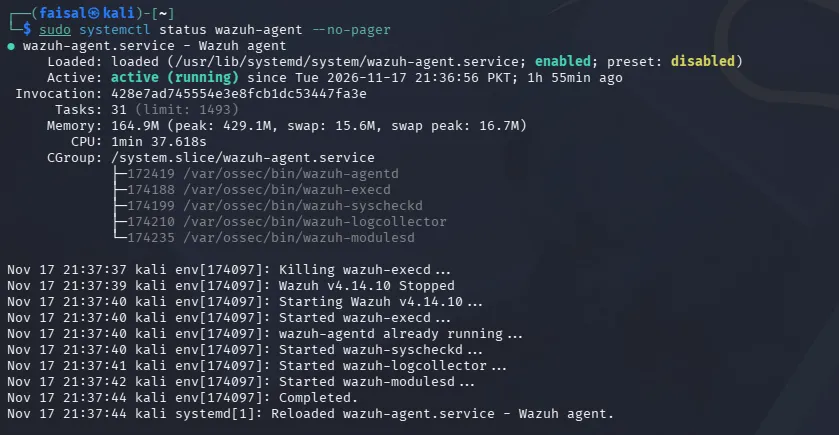 ┌──(faisal㉿kali)-[~]
└─$ sudo systemctl status wazuh-agent --no-pager
● wazuh-agent.service - Wazuh agent
     Loaded: loaded (/usr/lib/systemd/system/wazuh-agent.service; enabled; preset: disabled)
     Active: active (running) since Tue 2026-11-17 21:36:56 PKT; 1h 55min ago
 Invocation: 428e7ad745554e3e8fcb1dc53447fa3e
      Tasks: 31 (limit: 1493)
     Memory: 164.9M (peak: 429.1M, swap: 15.6M, swap peak: 16.7M)
        CPU: 1min 37.618s
     CGroup: /system.slice/wazuh-agent.service
             ├─172419 /var/ossec/bin/wazuh-agentd
             ├─174188 /var/ossec/bin/wazuh-execd
             ├─174199 /var/ossec/bin/wazuh-syscheckd
             ├─174210 /var/ossec/bin/wazuh-logcollector
             └─174235 /var/ossec/bin/wazuh-modulesd
Nov 17 21:37:37 kali env[174097]: Killing wazuh-execd...
Nov 17 21:37:39 kali env[174097]: Wazuh v4.14.10 Stopped
Nov 17 21:37:40 kali env[174097]: Starting Wazuh v4.14.10...
Nov 17 21:37:40 kali env[174097]: Started wazuh-execd...
Nov 17 21:37:40 kali env[174097]: wazuh-agentd already running...
Nov 17 21:37:40 kali env[174097]: Started wazuh-syscheckd...
Nov 17 21:37:41 kali env[174097]: Started wazuh-logcollector...
Nov 17 21:37:42 kali env[174097]: Started wazuh-modulesd...
Nov 17 21:37:44 kali env[174097]: Completed.
Nov 17 21:37:44 kali systemd[1]: Reloaded wazuh-agent.service - Wazuh agent.